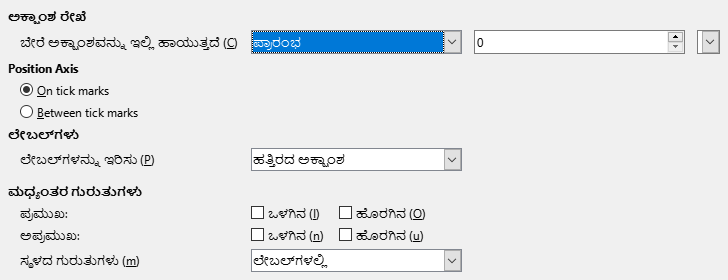 ಅಕ್ಷಾಂಶ ರೇಖೆ
ಬೇರೆ ಅಕ್ಷಾಂಶವನ್ನು ಇಲ್ಲಿ ಹಾಯುತ್ತದೆ (C) ಪ್ರಾರಂಭ 0
Position Axis
On tick marks
Between tick marks
ಲೇಬಲ್‌ಗಳು
ಲೇಬಲ್‌ಗಳನ್ನು ಇರಿಸು (P) ಹತ್ತಿರದ ಅಕ್ಷಾಂಶ
ಮಧ್ಯಂತರ ಗುರುತುಗಳು
ಪ್ರಮುಖ: ಒಳಗಿನ (I) ಹೊರಗಿನ (O)
ಅಪ್ರಮುಖ: ಒಳಗಿನ (n) ಹೊರಗಿನ (u)
ಸ್ಥಳದ ಗುರುತುಗಳು (m) ಲೇಬಲ್‌ಗಳಲ್ಲಿ